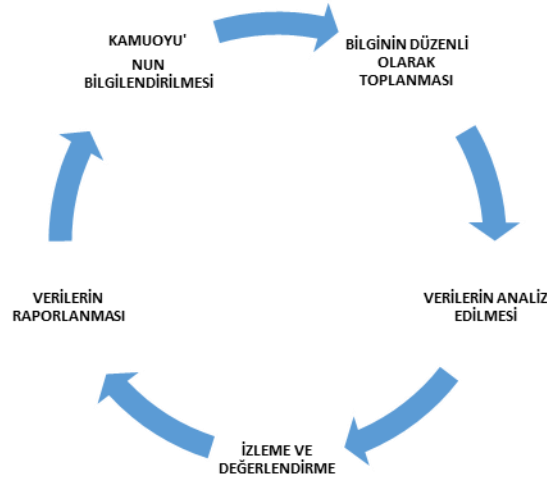 KAMUOYU'
NUN
BİLGİLENDİRİLMESİ
BİLGİNİN DÜZENLİ
OLARAK
TOPLANMASI
VERİLERİN ANALİZ
EDİLMESİ
İZLEME VE
DEĞERLENDİRME
VERİLERİN
RAPORLANMASI